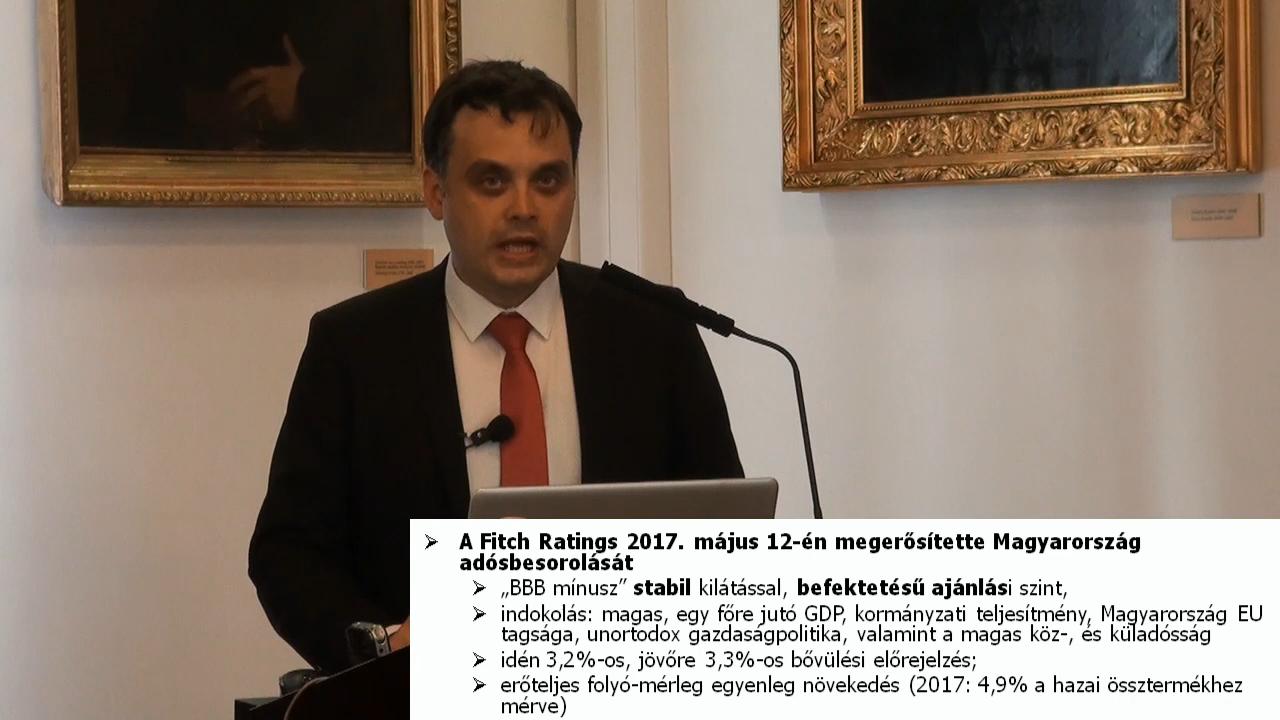 ➢ A Fitch Ratings 2017. május 12-én megerősítette Magyarország
adósbesorolását
➢ „BBB mínusz” stabil kilátással, befektetésű ajánlási szint,
➢ indokolás: magas, egy főre jutó GDP, kormányzati teljesítmény, Magyarország EU
tagsága, unortodox gazdaságpolitika, valamint a magas köz-, és küladósság
➢ idén 3,2%-os, jövőre 3,3%-os bővülési előrejelzés;
➢ erőteljes folyó-mérleg egyenleg növekedés (2017: 4,9% a hazai össztermékhez
mérve)